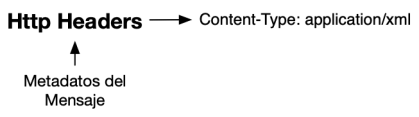 Http Headers
Content-Type: application/xml
Metadatos del
Mensaje